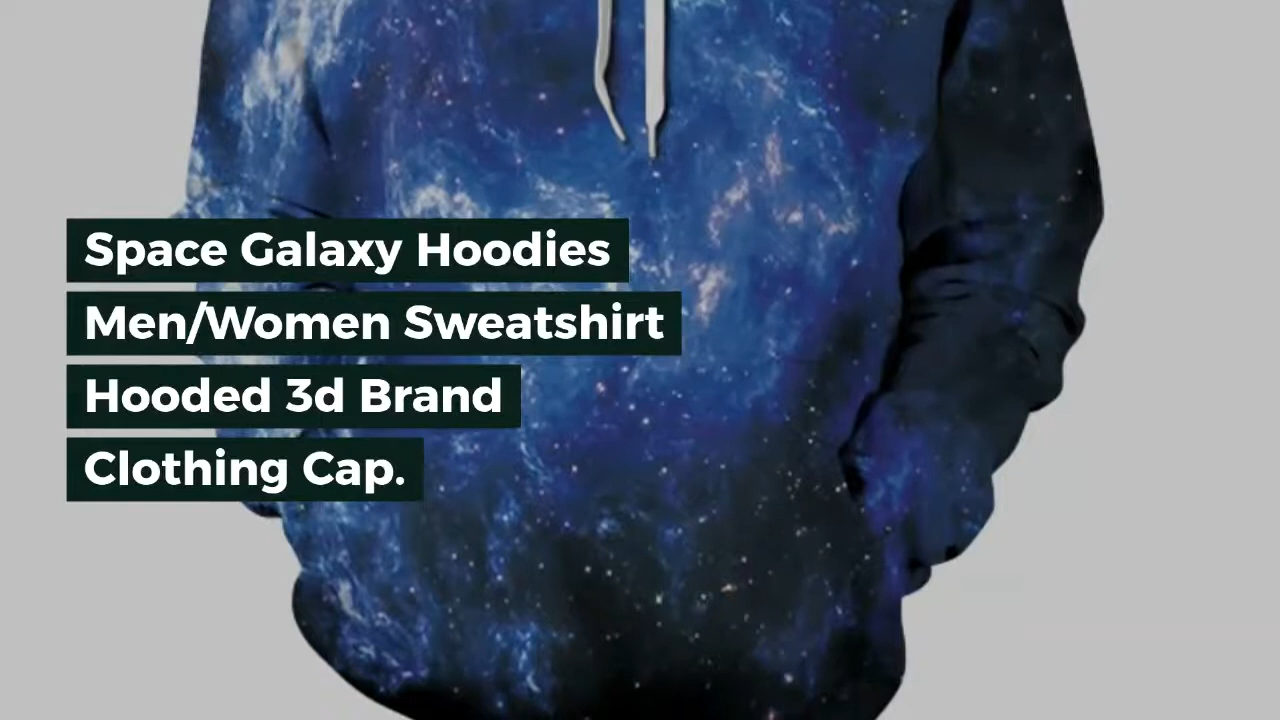 Space Galaxy Hoodies
Men/Women Sweatshirt
Hooded 3d Brand
Clothing Cap.